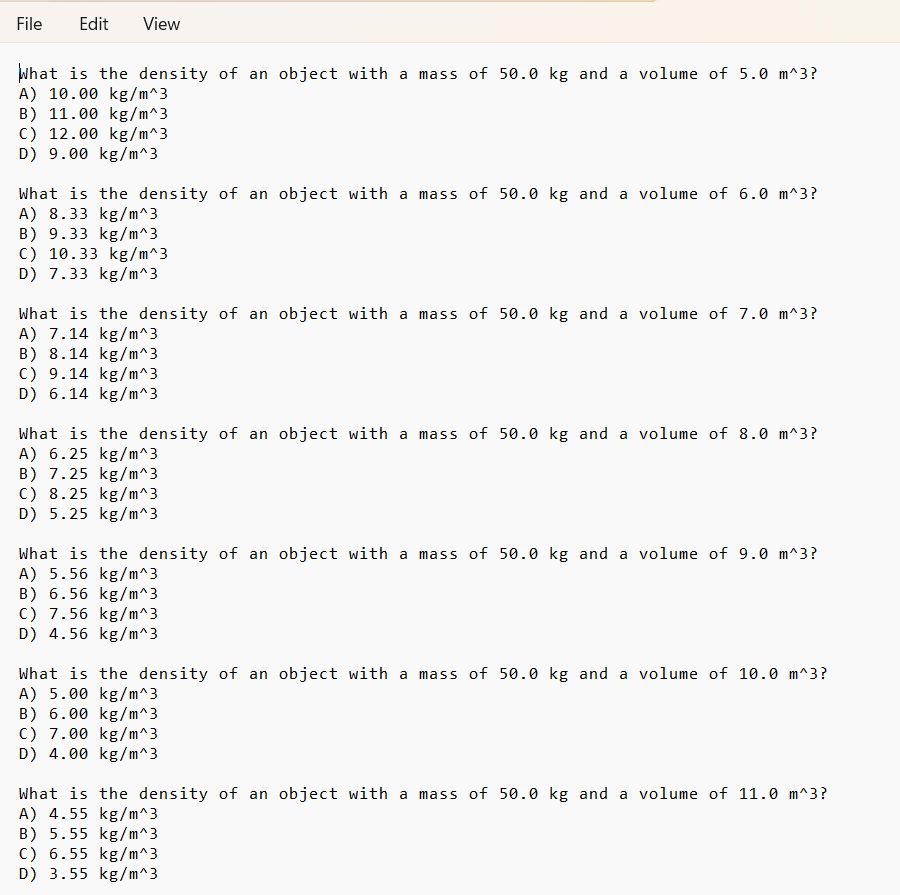 File Edit View
What is the density of an object with a mass of 50.0 kg and a volume of 5.0 m^3?
A) 10.00 kg/m^3
B) 11.00 kg/m^3
C) 12.00 kg/m^3
D) 9.00 kg/m^3
What is the density of an object with a mass of 50.0 kg and a volume of 6.0 m^3?
A) 8.33 kg/m^3
B) 9.33 kg/m^3
C) 10.33 kg/m^3
D) 7.33 kg/m^3
What is the density of an object with a mass of 50.0 kg and a volume of 7.0 m^3?
A) 7.14 kg/m^3
B) 8.14 kg/m^3
C) 9.14 kg/m^3
D) 6.14 kg/m^3
What is the density of an object with a mass of 50.0 kg and a volume of 8.0 m^3?
A) 6.25 kg/m^3
B) 7.25 kg/m^3
C) 8.25 kg/m^3
D) 5.25 kg/m^3
What is the density of an object with a mass of 50.0 kg and a volume of 9.0 m^3?
A) 5.56 kg/m^3
B) 6.56 kg/m^3
C) 7.56 kg/m^3
D) 4.56 kg/m^3
What is the density of an object with a mass of 50.0 kg and a volume of 10.0 m^3?
A) 5.00 kg/m^3
B) 6.00 kg/m^3
C) 7.00 kg/m^3
D) 4.00 kg/m^3
What is the density of an object with a mass of 50.0 kg and a volume of 11.0 m^3?
A) 4.55 kg/m^3
B) 5.55 kg/m^3
C) 6.55 kg/m^3
D) 3.55 kg/m^3